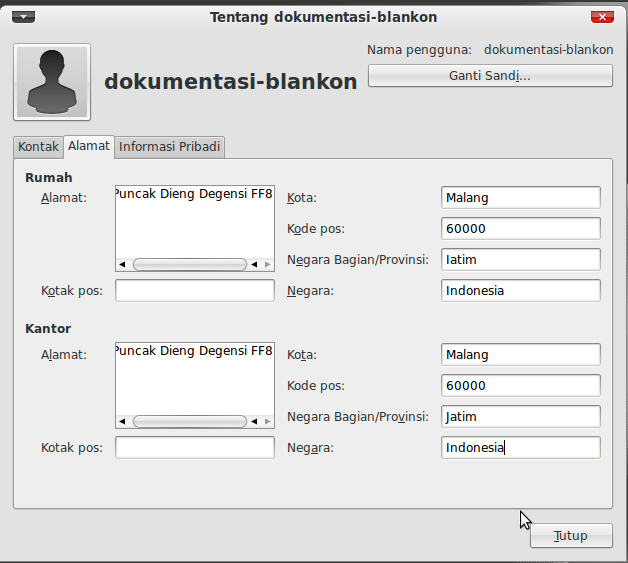 Tentang dokumentasi-blankon
Nama pengguna: dokumentasi-blankon
dokumentasi-blankon
Ganti Sandi...
Kontak Alamat Informasi Pribadi
Rumah
Alamat: Puncak Dieng Degensi FF8
Kota: Malang
Kode pos: 60000
Negara Bagian/Provinsi: Iatim
Kotak pos:
Negara: Indonesia
Kantor
Alamat: Puncak Dieng Degensi FF8
Kota: Malang
Kode pos: 60000
Negara Bagian/Provinsi: Jatim
Kotak pos:
Negara: Indonesia
Tutup